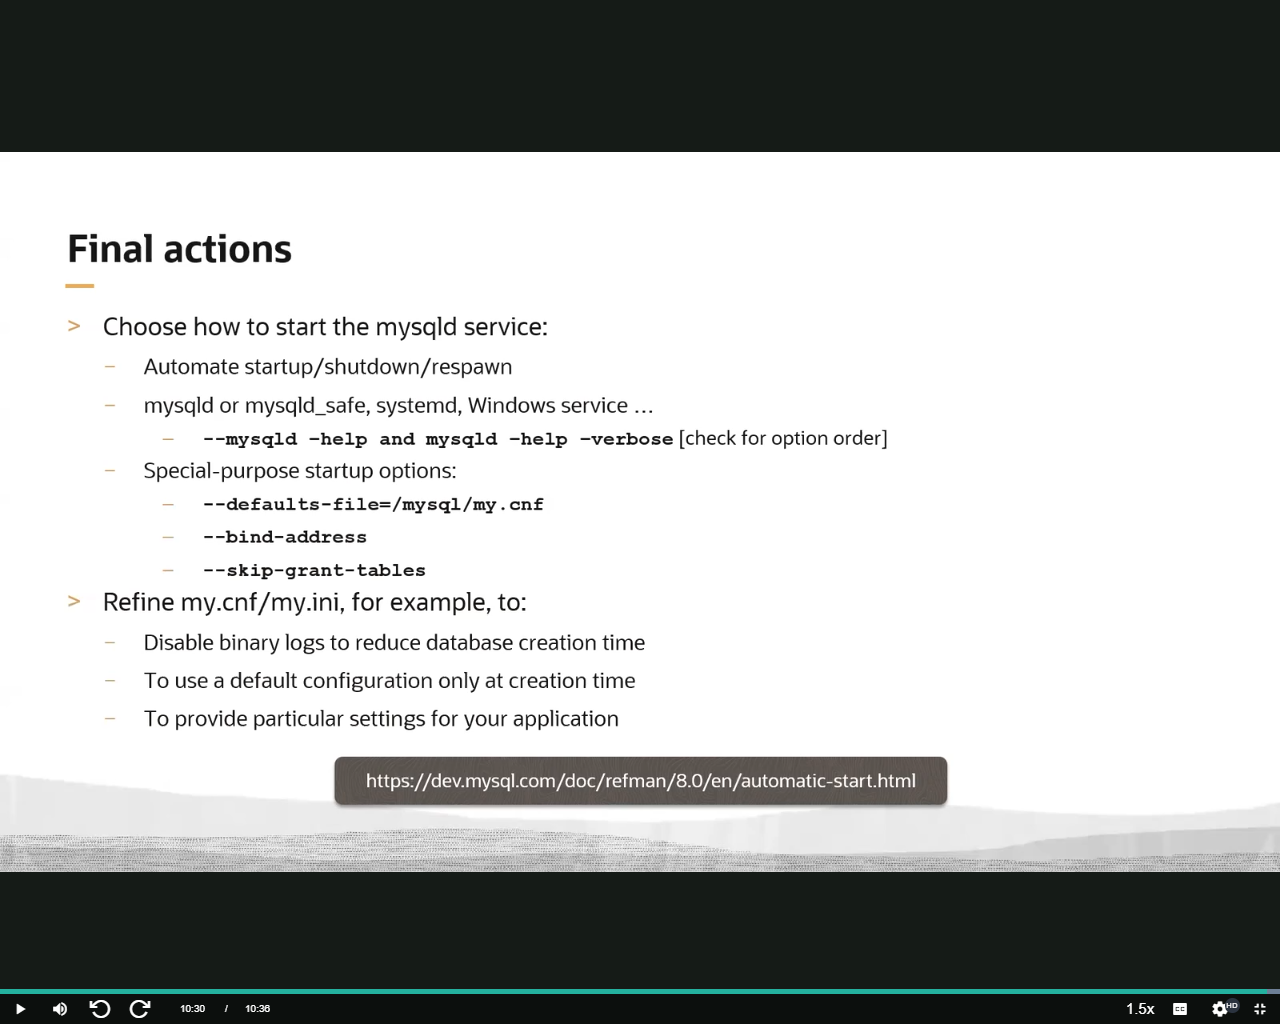 Final actions
> Choose how to start the mysqld service:
– Automate startup/shutdown/respawn
– mysqld or mysqld_safe, systemd, Windows service ...
– --mysqld –help and mysqld –help –verbose [check for option order]
– Special-purpose startup options:
– --defaults-file=/mysql/my.cnf
– --bind-address
– --skip-grant-tables
> Refine my.cnf/my.ini, for example, to:
– Disable binary logs to reduce database creation time
– To use a default configuration only at creation time
– To provide particular settings for your application
https://dev.mysql.com/doc/refman/8.0/en/automatic-start.html
10:30 / 10:36 1.5x CC HD